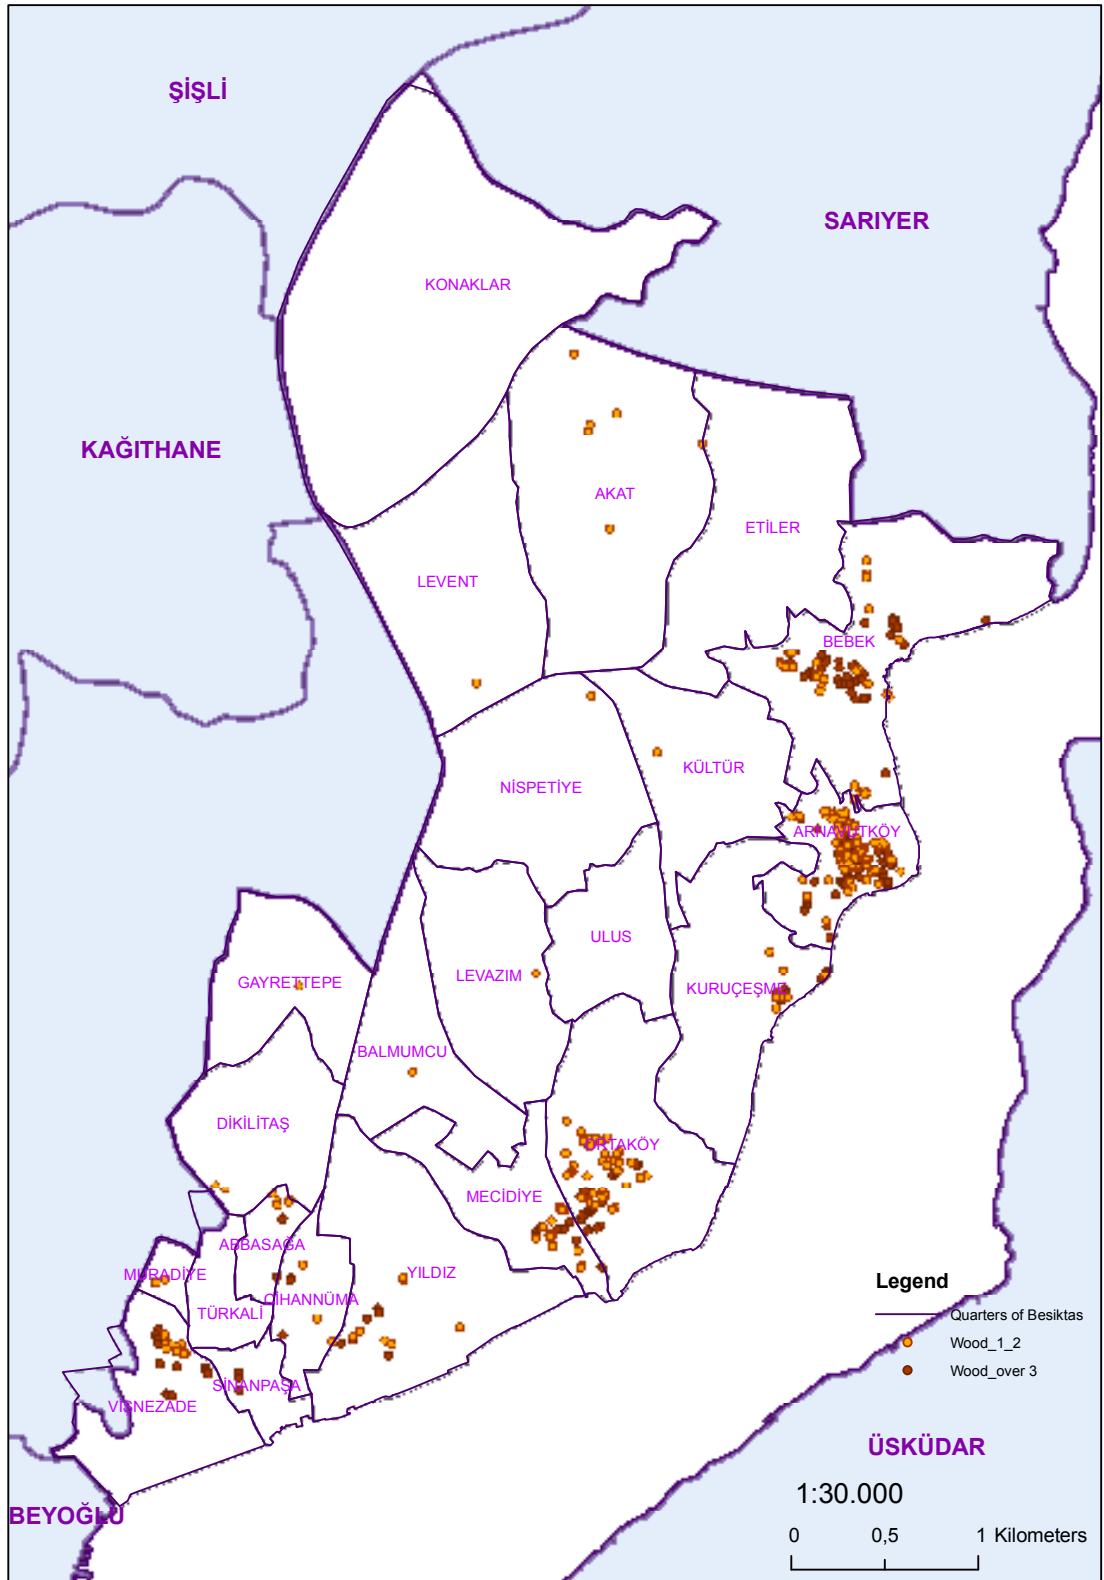 ŞİŞLİ
SARIYER
KONAKLAR
KAĞITHANE
AKAT
ETİLER
LEVENT
BEBEK
KÜLTÜR
NİSPETİYE
ARNAVUTKÖY
ULUS
LEVAZIM
GAYRETTEPE
KURUÇEŞME
BALMUMCU
DİKİLİTAŞ
ORTAKÖY
MECİDİYE
ABBASAĞA
MURADİYE
YILDIZ
CİHANNÜMA
TÜRKALİ
SİNANPAŞA
VİŞNEZADE
Legend
Quarters of Besiktas
Wood_1_2
Wood_over 3
ÜSKÜDAR
1:30.000
BEYOĞLU
0 0,5 1 Kilometers